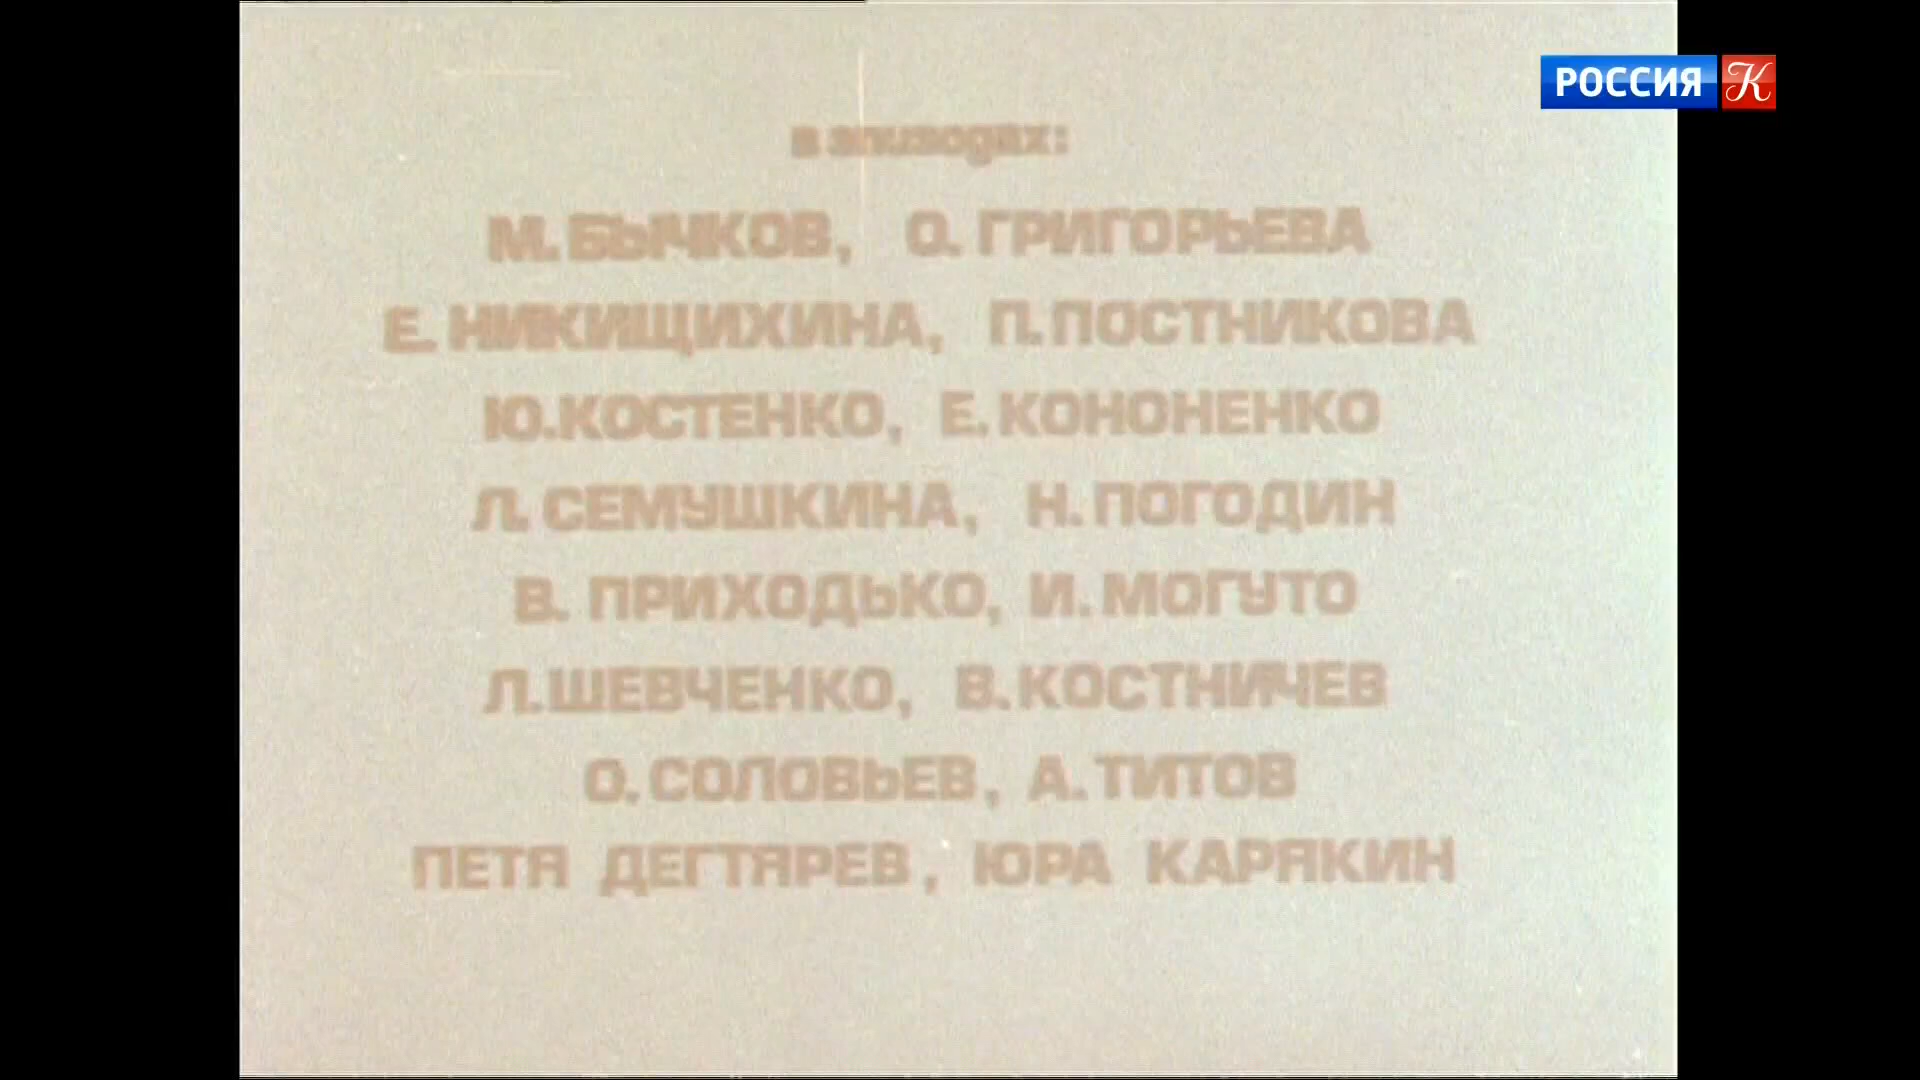 РОССИЯ К
в эпизодах:
М. БЫЧКОВ, О. ГРИГОРЬЕВА
Е. НИКИЩИХИНА, П. ПОСТНИКОВА
Ю. КОСТЕНКО, Е. КОНОНЕНКО
Л. СЕМУШКИНА, Н. ПОГОДИН
В. ПРИХОДЬКО, И. МОГУТО
Л. ШЕВЧЕНКО, В. КОСТНИЧЕВ
О. СОЛОВЬЕВ, А. ТИТОВ
ПЕТЯ ДЕГТЯРЕВ, ЮРА КАРЯКИН